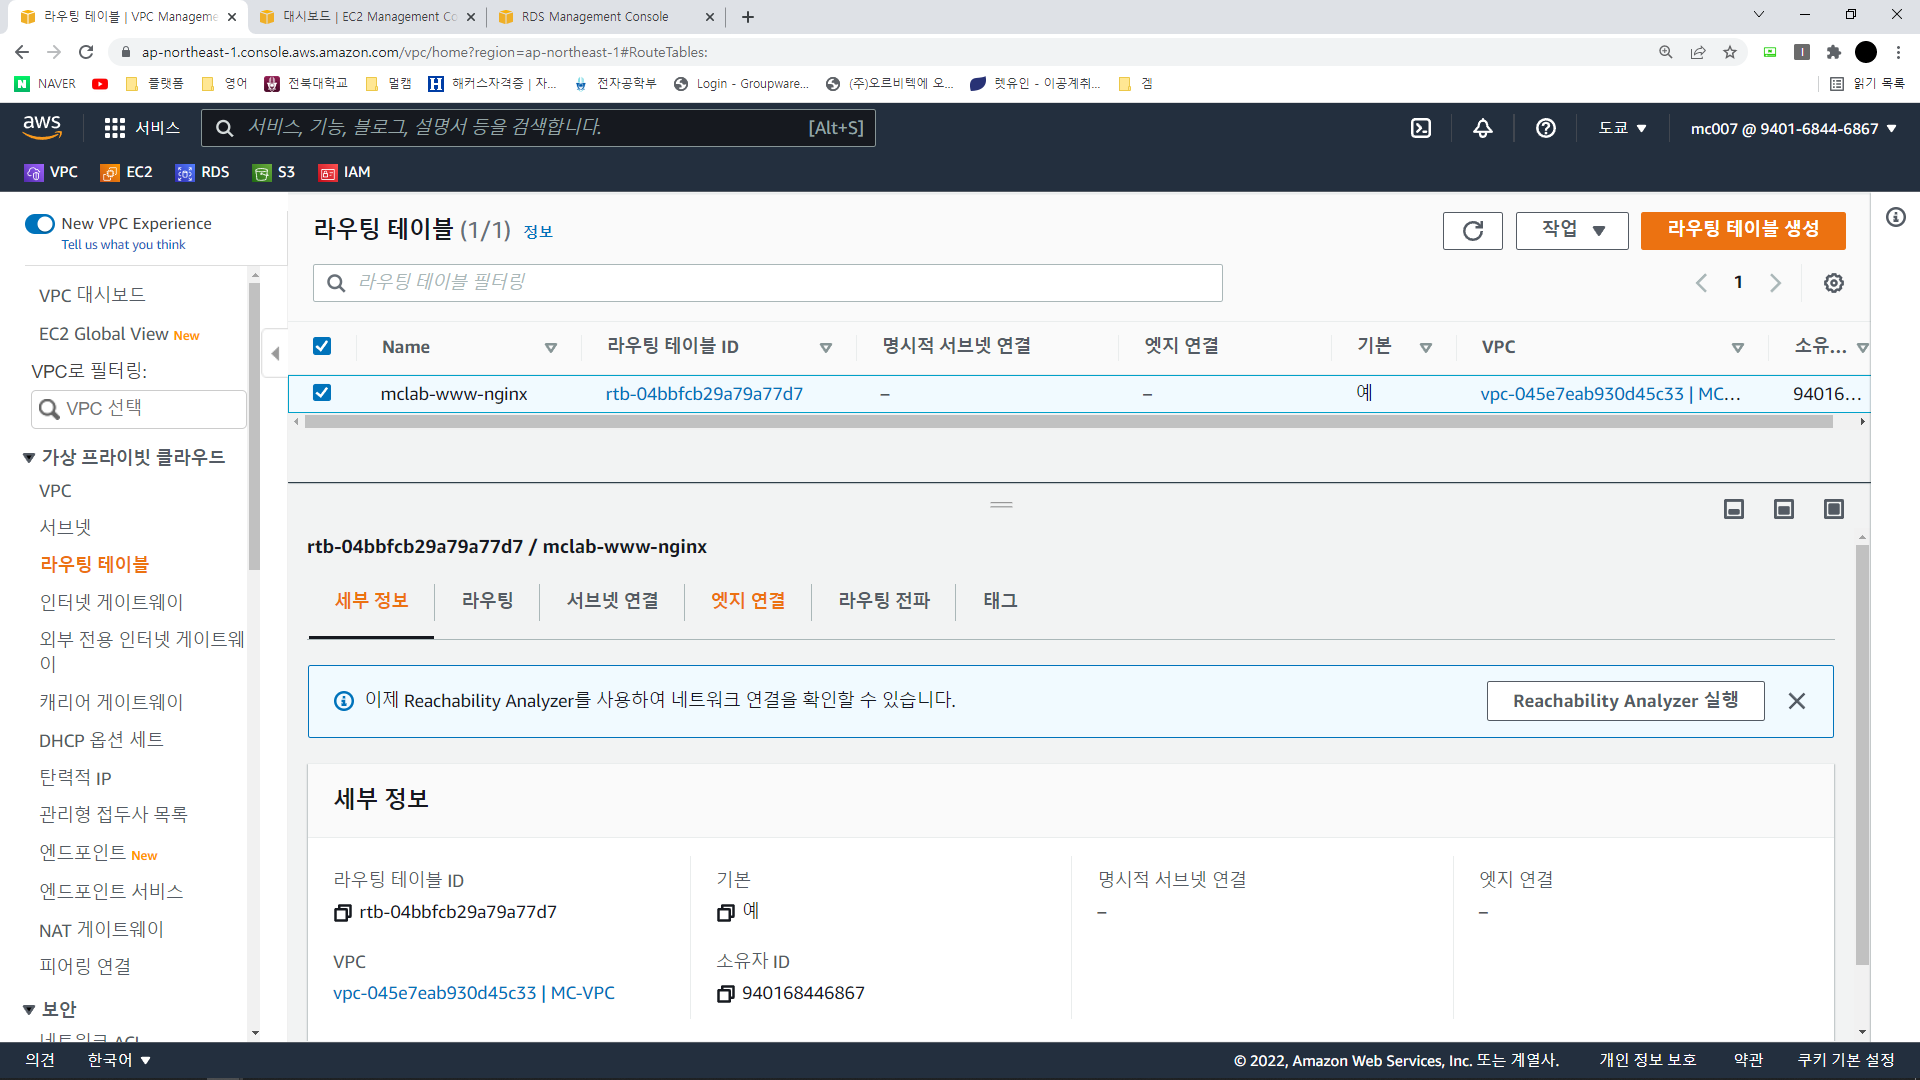 라우팅 테이블 | VPC Manageme
대시보드 | EC2 Management Co
RDS Management Console
ap-northeast-1.console.aws.amazon.com/vpc/home?region=ap-northeast-1#RouteTables:
NAVER
플랫폼
영어
전북대학교
멀캠
해커스자격증 | 자...
전자공학부
Login - Groupware...
(주)오르비텍에 오...
렛유인 - 이공계취...
겜
읽기 목록
aws
서비스
서비스, 기능, 블로그, 설명서 등을 검색합니다.
[Alt+S]
도쿄 ▼
mc007 @ 9401-6844-6867 ▼
VPC
EC2
RDS
S3
IAM
New VPC Experience
Tell us what you think
VPC 대시보드
EC2 Global View New
VPC로 필터링:
VPC 선택
▼ 가상 프라이빗 클라우드
VPC
서브넷
라우팅 테이블
인터넷 게이트웨이
외부 전용 인터넷 게이트웨
이
캐리어 게이트웨이
DHCP 옵션 세트
탄력적 IP
관리형 접두사 목록
엔드포인트 New
엔드포인트 서비스
NAT 게이트웨이
피어링 연결
▼ 보안
네트워크 ACL
라우팅 테이블 (1/1) 정보
작업 ▼
라우팅 테이블 생성
라우팅 테이블 필터링
1
Name
라우팅 테이블 ID
명시적 서브넷 연결
엣지 연결
기본
VPC
소유...
mclab-www-nginx
rtb-04bbfcb29a79a77d7
–
–
예
vpc-045e7eab930d45c33 | MC...
94016...
rtb-04bbfcb29a79a77d7 / mclab-www-nginx
세부 정보
라우팅
서브넷 연결
엣지 연결
라우팅 전파
태그
이제 Reachability Analyzer를 사용하여 네트워크 연결을 확인할 수 있습니다.
Reachability Analyzer 실행
세부 정보
라우팅 테이블 ID
rtb-04bbfcb29a79a77d7
기본
예
명시적 서브넷 연결
–
엣지 연결
–
VPC
vpc-045e7eab930d45c33 | MC-VPC
소유자 ID
940168446867
의견
한국어 ▼
© 2022, Amazon Web Services, Inc. 또는 계열사.
개인 정보 보호
약관
쿠키 기본 설정